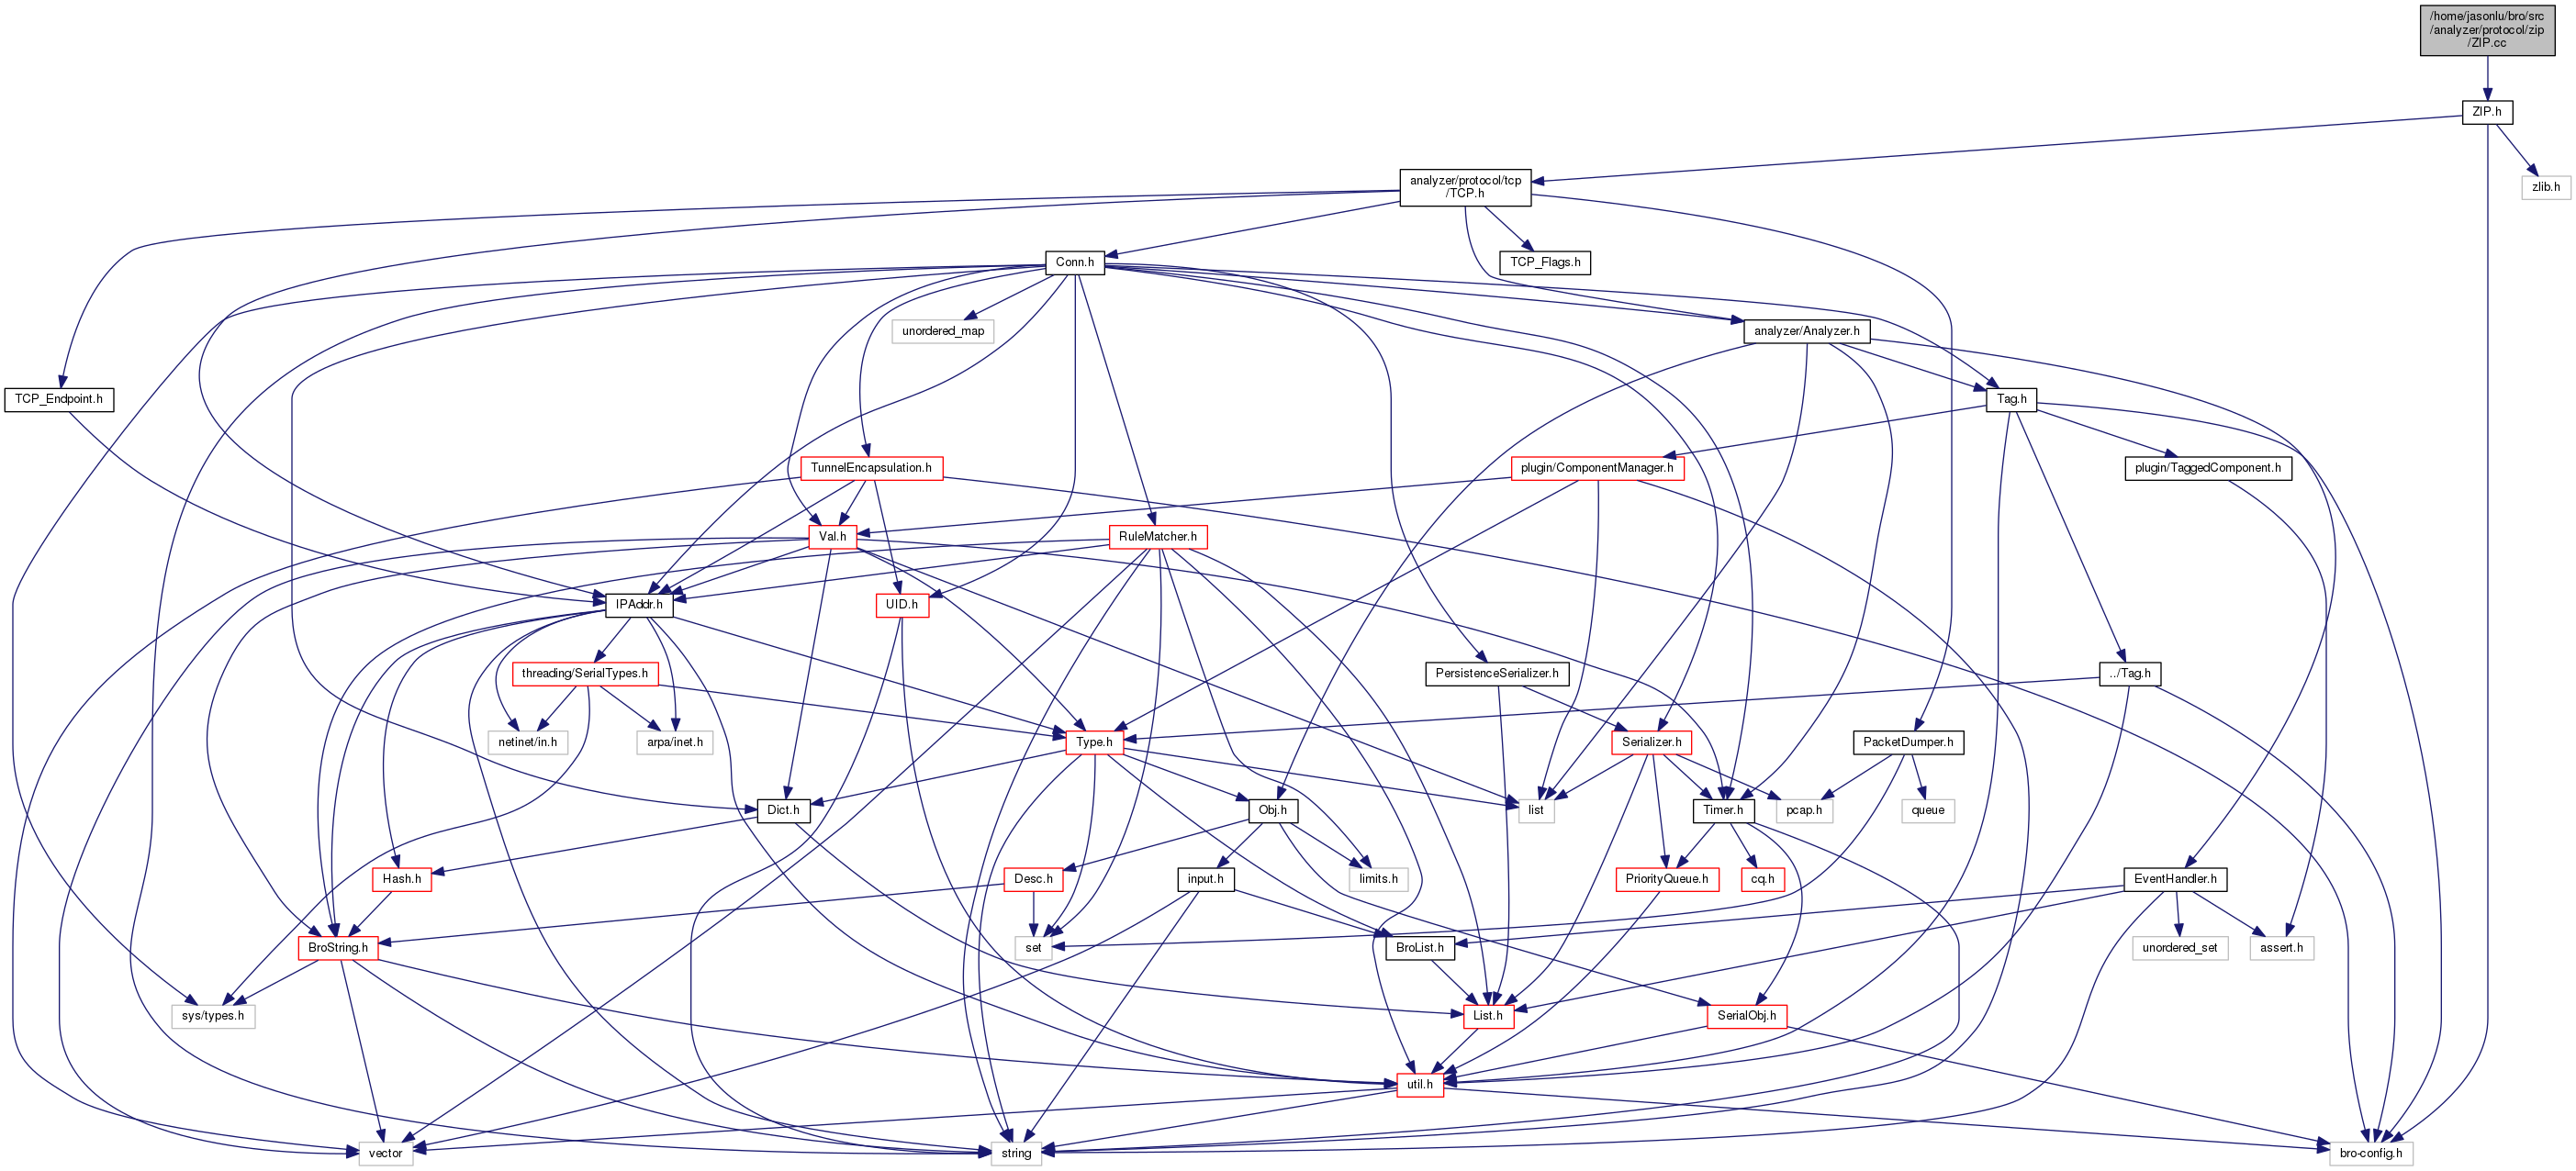 /home/jasonlu/bro/src
/analyzer/protocol/zip
/ZIP.cc
ZIP.h
analyzer/protocol/tcp
/TCP.h
zlib.h
Conn.h
TCP_Flags.h
unordered_map
analyzer/Analyzer.h
TCP_Endpoint.h
Tag.h
TunnelEncapsulation.h
plugin/ComponentManager.h
plugin/TaggedComponent.h
Val.h
RuleMatcher.h
IPAddr.h
UID.h
threading/SerialTypes.h
PersistenceSerializer.h
../Tag.h
netinet/in.h
arpa/inet.h
Type.h
Serializer.h
PacketDumper.h
Dict.h
Obj.h
list
Timer.h
pcap.h
queue
Hash.h
Desc.h
input.h
limits.h
PriorityQueue.h
cq.h
EventHandler.h
BroString.h
set
BroList.h
unordered_set
assert.h
sys/types.h
List.h
SerialObj.h
util.h
vector
string
bro-config.h